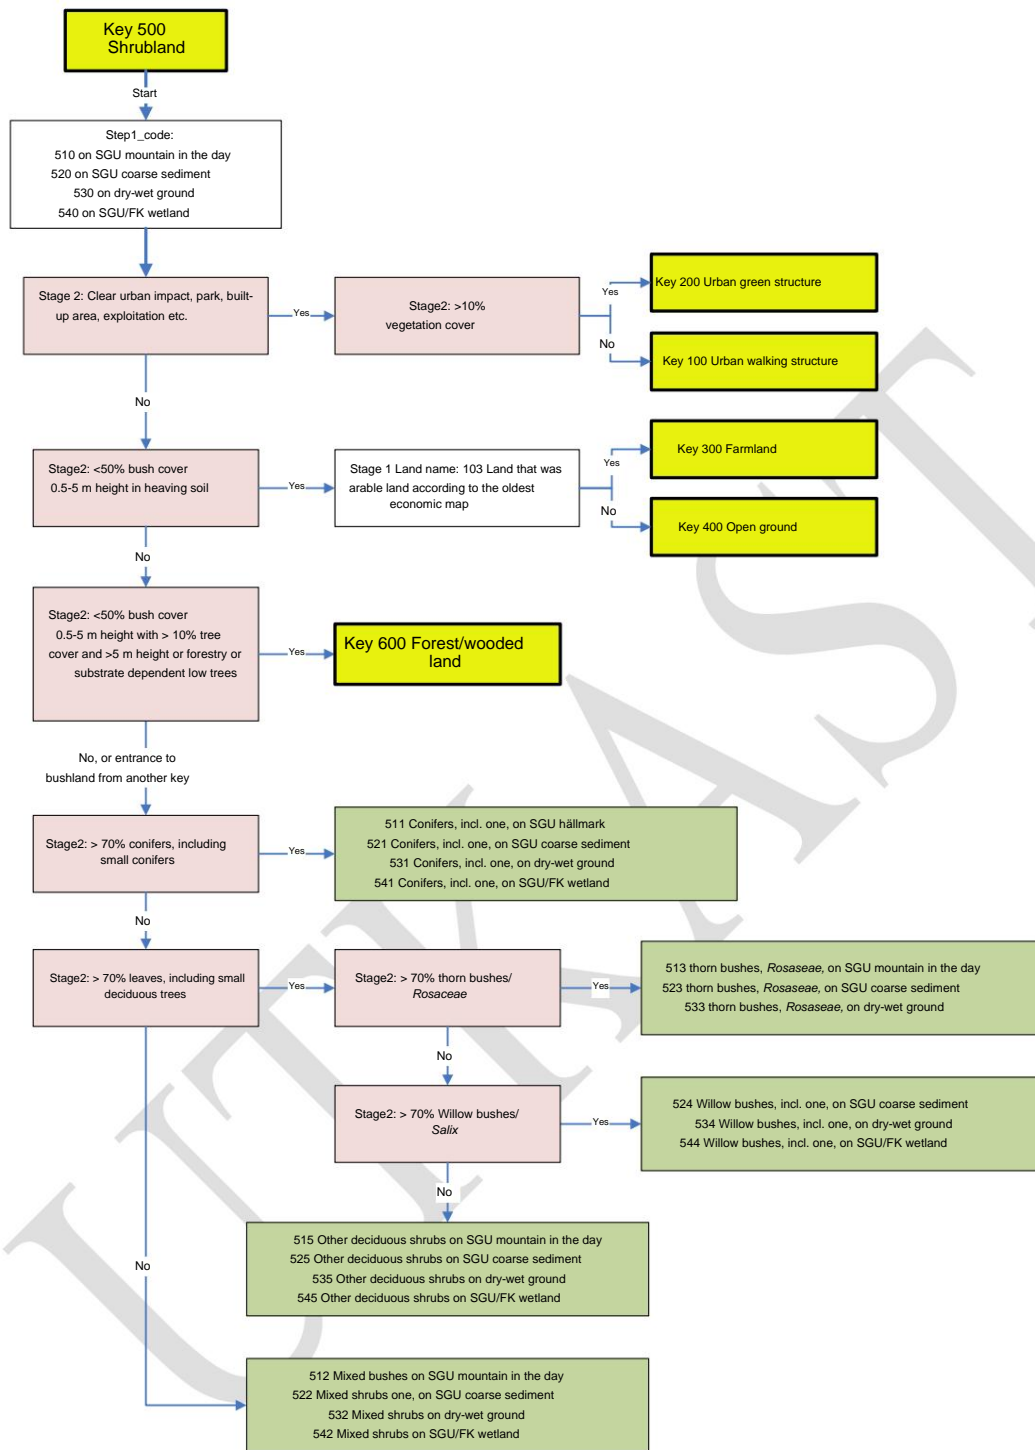 Key 500
Shrubland
Start
Step1_code:
510 on SGU mountain in the day
520 on SGU coarse sediment
530 on dry-wet ground
540 on SGU/FK wetland
Stage 2: Clear urban impact, park, built-
up area, exploitation etc.
Yes
Stage2: >10%
vegetation cover
Yes
Key 200 Urban green structure
No
Key 100 Urban walking structure
No
Stage2: <50% bush cover
0.5-5 m height in heaving soil
Yes
Stage 1 Land name: 103 Land that was
arable land according to the oldest
economic map
Yes
Key 300 Farmland
No
Key 400 Open ground
No
Stage2: <50% bush cover
0.5-5 m height with > 10% tree
cover and >5 m height or forestry or
substrate dependent low trees
Yes
Key 600 Forest/wooded
land
No, or entrance to
bushland from another key
Stage2: > 70% conifers, including
small conifers
Yes
511 Conifers, incl. one, on SGU hällmark
521 Conifers, incl. one, on SGU coarse sediment
531 Conifers, incl. one, on dry-wet ground
541 Conifers, incl. one, on SGU/FK wetland
No
Stage2: > 70% leaves, including small
deciduous trees
Yes
Stage2: > 70% thorn bushes/
Rosaceae
Yes
513 thorn bushes, Rosaseae, on SGU mountain in the day
523 thorn bushes, Rosaseae, on SGU coarse sediment
533 thorn bushes, Rosaseae, on dry-wet ground
No
Stage2: > 70% Willow bushes/
Salix
Yes
524 Willow bushes, incl. one, on SGU coarse sediment
534 Willow bushes, incl. one, on dry-wet ground
544 Willow bushes, incl. one, on SGU/FK wetland
No
515 Other deciduous shrubs on SGU mountain in the day
525 Other deciduous shrubs on SGU coarse sediment
535 Other deciduous shrubs on dry-wet ground
545 Other deciduous shrubs on SGU/FK wetland
No
512 Mixed bushes on SGU mountain in the day
522 Mixed shrubs one, on SGU coarse sediment
532 Mixed shrubs on dry-wet ground
542 Mixed shrubs on SGU/FK wetland
UTKAST